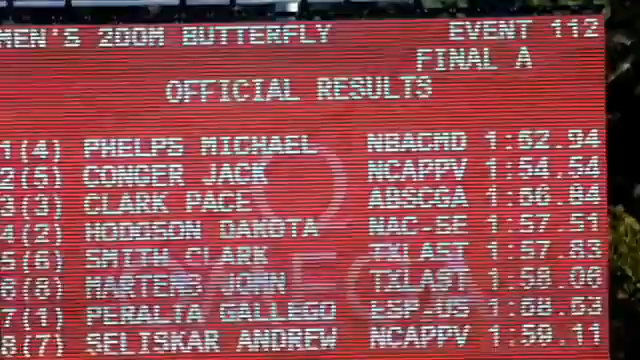 MEN'S 200M BUTTERFLY EVENT 112
FINAL A
OFFICIAL RESULTS
1(4) PHELPS MICHAEL NBACMD 1:52.94
2(5) CONGER JACK NCAPPV 1:54.54
3(3) CLARK PACE ABSCGA 1:56.84
4(2) HODGSON DAKOTA NAC-SE 1:57.51
5(6) SMITH CLARK TXLAST 1:57.83
6(8) MARTENS JOHN TXLAST 1:58.06
7(1) PERALTA GALLEGO ESP-US 1:58.63
8(7) SELISKAR ANDREW NCAPPV 1:59.11